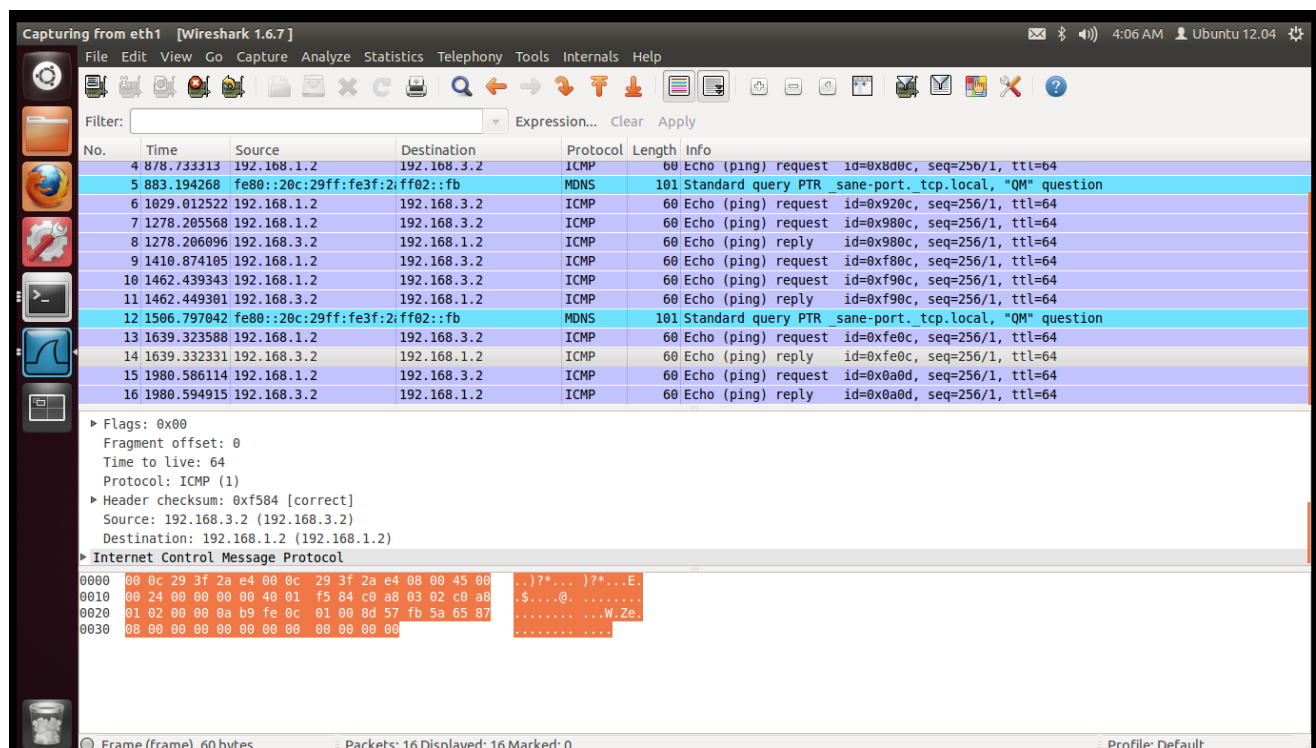 Capturing from eth1 [Wireshark 1.6.7 ] 4:06 AM Ubuntu 12.04
File Edit View Go Capture Analyze Statistics Telephony Tools Internals Help
Filter: Expression... Clear Apply
No. Time Source Destination Protocol Length Info
4 878.733313 192.168.1.2 192.168.3.2 ICMP 60 Echo (ping) request id=0x8d0c, seq=256/1, ttl=64
5 883.194268 fe80::20c:29ff:fe3f:2a ff02::fb MDNS 101 Standard query PTR _sane-port._tcp.local, "QM" question
6 1029.012522 192.168.1.2 192.168.3.2 ICMP 60 Echo (ping) request id=0x920c, seq=256/1, ttl=64
7 1278.205568 192.168.1.2 192.168.3.2 ICMP 60 Echo (ping) request id=0x980c, seq=256/1, ttl=64
8 1278.206096 192.168.3.2 192.168.1.2 ICMP 60 Echo (ping) reply id=0x980c, seq=256/1, ttl=64
9 1410.874105 192.168.1.2 192.168.3.2 ICMP 60 Echo (ping) request id=0xf80c, seq=256/1, ttl=64
10 1462.439343 192.168.1.2 192.168.3.2 ICMP 60 Echo (ping) request id=0xf90c, seq=256/1, ttl=64
11 1462.449301 192.168.3.2 192.168.1.2 ICMP 60 Echo (ping) reply id=0xf90c, seq=256/1, ttl=64
12 1506.797042 fe80::20c:29ff:fe3f:2a ff02::fb MDNS 101 Standard query PTR _sane-port._tcp.local, "QM" question
13 1639.323588 192.168.1.2 192.168.3.2 ICMP 60 Echo (ping) request id=0xfe0c, seq=256/1, ttl=64
14 1639.332331 192.168.3.2 192.168.1.2 ICMP 60 Echo (ping) reply id=0xfe0c, seq=256/1, ttl=64
15 1980.586114 192.168.1.2 192.168.3.2 ICMP 60 Echo (ping) request id=0x0a0d, seq=256/1, ttl=64
16 1980.594915 192.168.3.2 192.168.1.2 ICMP 60 Echo (ping) reply id=0x0a0d, seq=256/1, ttl=64
Flags: 0x00
Fragment offset: 0
Time to live: 64
Protocol: ICMP (1)
Header checksum: 0xf584 [correct]
Source: 192.168.3.2 (192.168.3.2)
Destination: 192.168.1.2 (192.168.1.2)
Internet Control Message Protocol
0000 00 0c 29 3f 2a e4 00 0c 29 3f 2a e4 08 00 45 00 ..)?*... )?*...E.
0010 00 24 00 00 00 00 40 01 f5 84 c0 a8 03 02 c0 a8 .$....@. ........
0020 01 02 00 00 0a b9 fe 0c 01 00 8d 57 fb 5a 65 87 ........ ...W.Ze.
0030 08 00 00 00 00 00 00 00 00 00 00 00 ........ ....
Frame (frame), 60 bytes Packets: 16 Displayed: 16 Marked: 0 Profile: Default